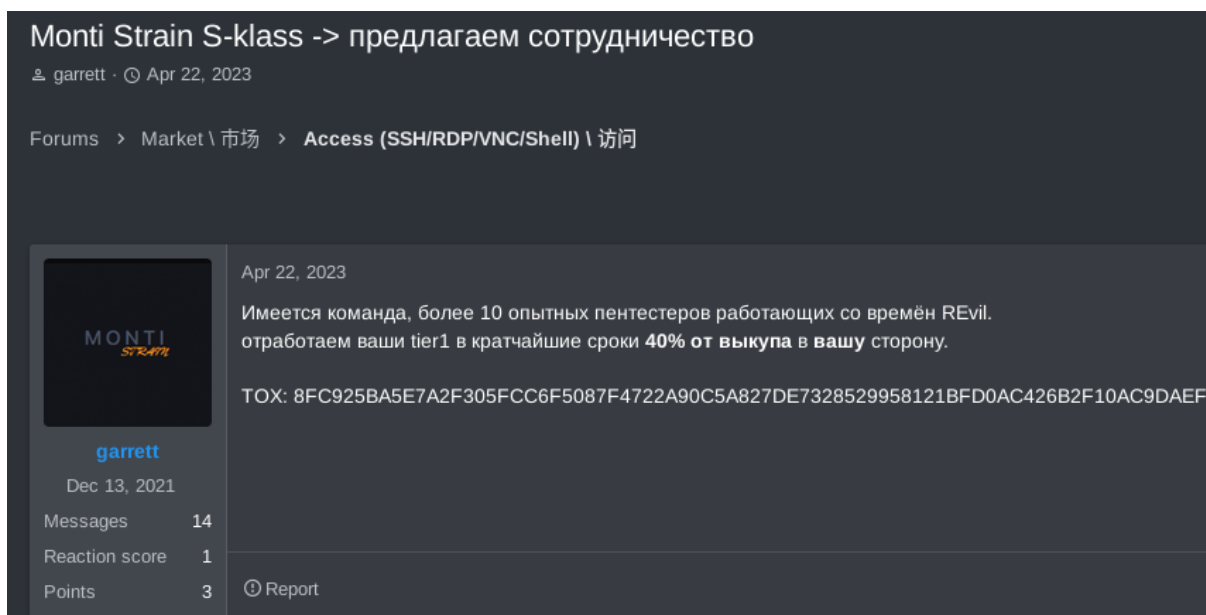 Monti Strain S-klass -> предлагаем сотрудничество
garrett · Apr 22, 2023
Forums > Market \ 市场 > Access (SSH/RDP/VNC/Shell) \ 访问
MONTI
STRAIN
garrett
Dec 13, 2021
Messages 14
Reaction score 1
Points 3
Apr 22, 2023
Имеется команда, более 10 опытных пентестеров работающих со времён REvil.
отработаем ваши tier1 в кратчайшие сроки 40% от выкупа в вашу сторону.
TOX: 8FC925BA5E7A2F305FCC6F5087F4722A90C5A827DE7328529958121BFD0AC426B2F10AC9DAEF
Report